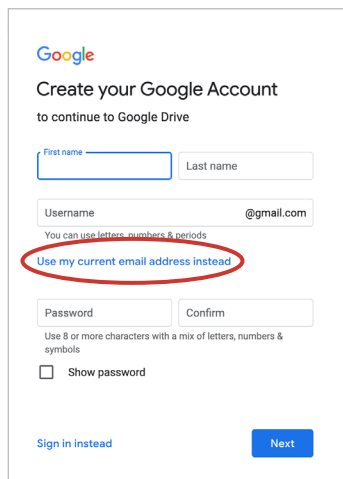 Google
Create your Google Account
to continue to Google Drive
First name
Last name
Username @gmail.com
You can use letters, numbers & periods
Use my current email address instead
Password Confirm
Use 8 or more characters with a mix of letters, numbers &
symbols
Show password
Sign in instead Next